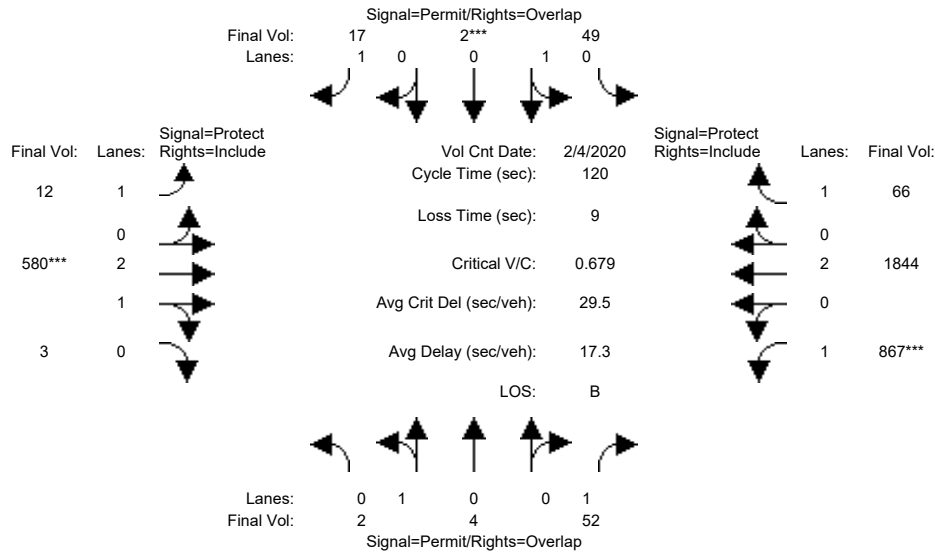 Signal=Permit/Rights=Overlap
Final Vol: 17 2*** 49
Lanes: 1 0 0 1 0
Signal=Protect Signal=Protect
Final Vol: Lanes: Rights=Include Vol Cnt Date: 2/4/2020 Rights=Include Lanes: Final Vol:
Cycle Time (sec): 120
12 1 1 66
Loss Time (sec): 9
0 0
580*** 2 Critical V/C: 0.679 2 1844
1 Avg Crit Del (sec/veh): 29.5 0
3 0 Avg Delay (sec/veh): 17.3 1 867***
LOS: B
Lanes: 0 1 0 0 1
Final Vol: 2 4 52
Signal=Permit/Rights=Overlap